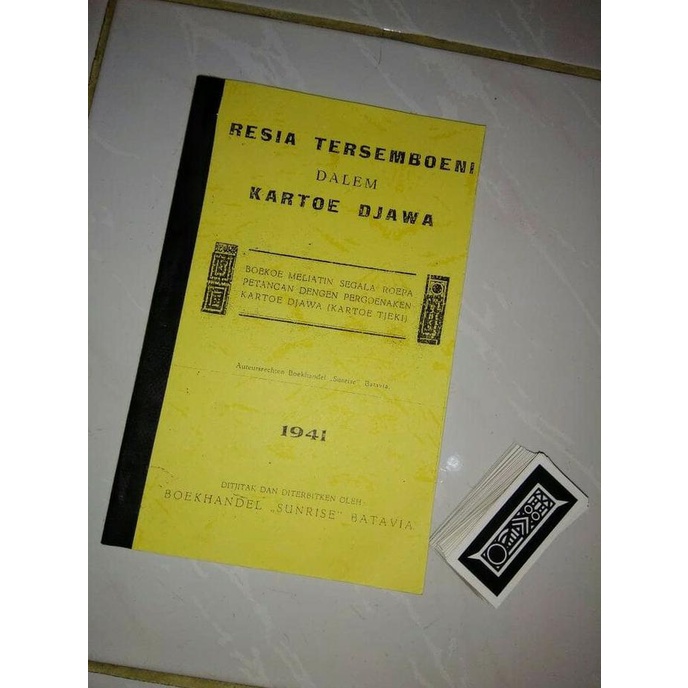 RESIA TERSEMBOENI
DALEM
KARTOE DJAWA
BOEKOE MELIATIN SEGALA ROEPA
PETANGAN DENGEN PERGOENAKEN
KARTOE DJAWA (KARTOE TJEKI)
Auteursrechten Boekhandel „Sunrise” Batavia.
1941
DITJITAK DAN DITERBITKEN OLEH
BOEKHANDEL „SUNRISE” BATAVIA